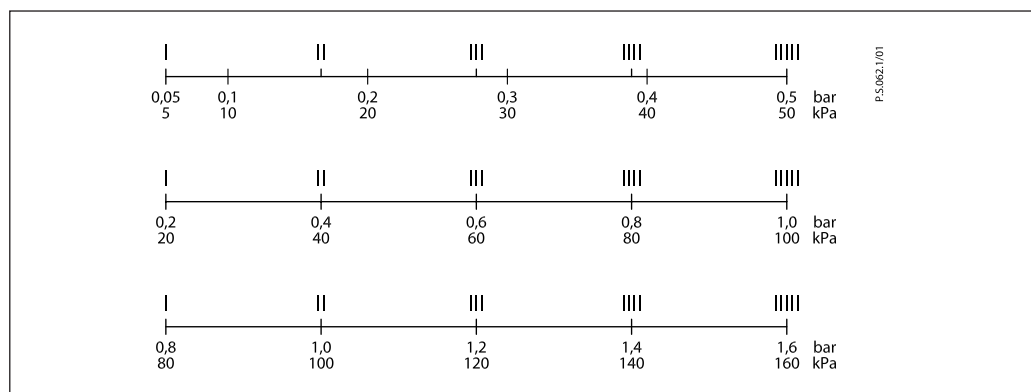 I II III IIII IIIII
0,05 0,1 0,2 0,3 0,4 0,5 bar
5 10 20 30 40 50 kPa
P.S.062.1/01
I II III IIII IIIII
0,2 0,4 0,6 0,8 1,0 bar
20 40 60 80 100 kPa
I II III IIII IIIII
0,8 1,0 1,2 1,4 1,6 bar
80 100 120 140 160 kPa